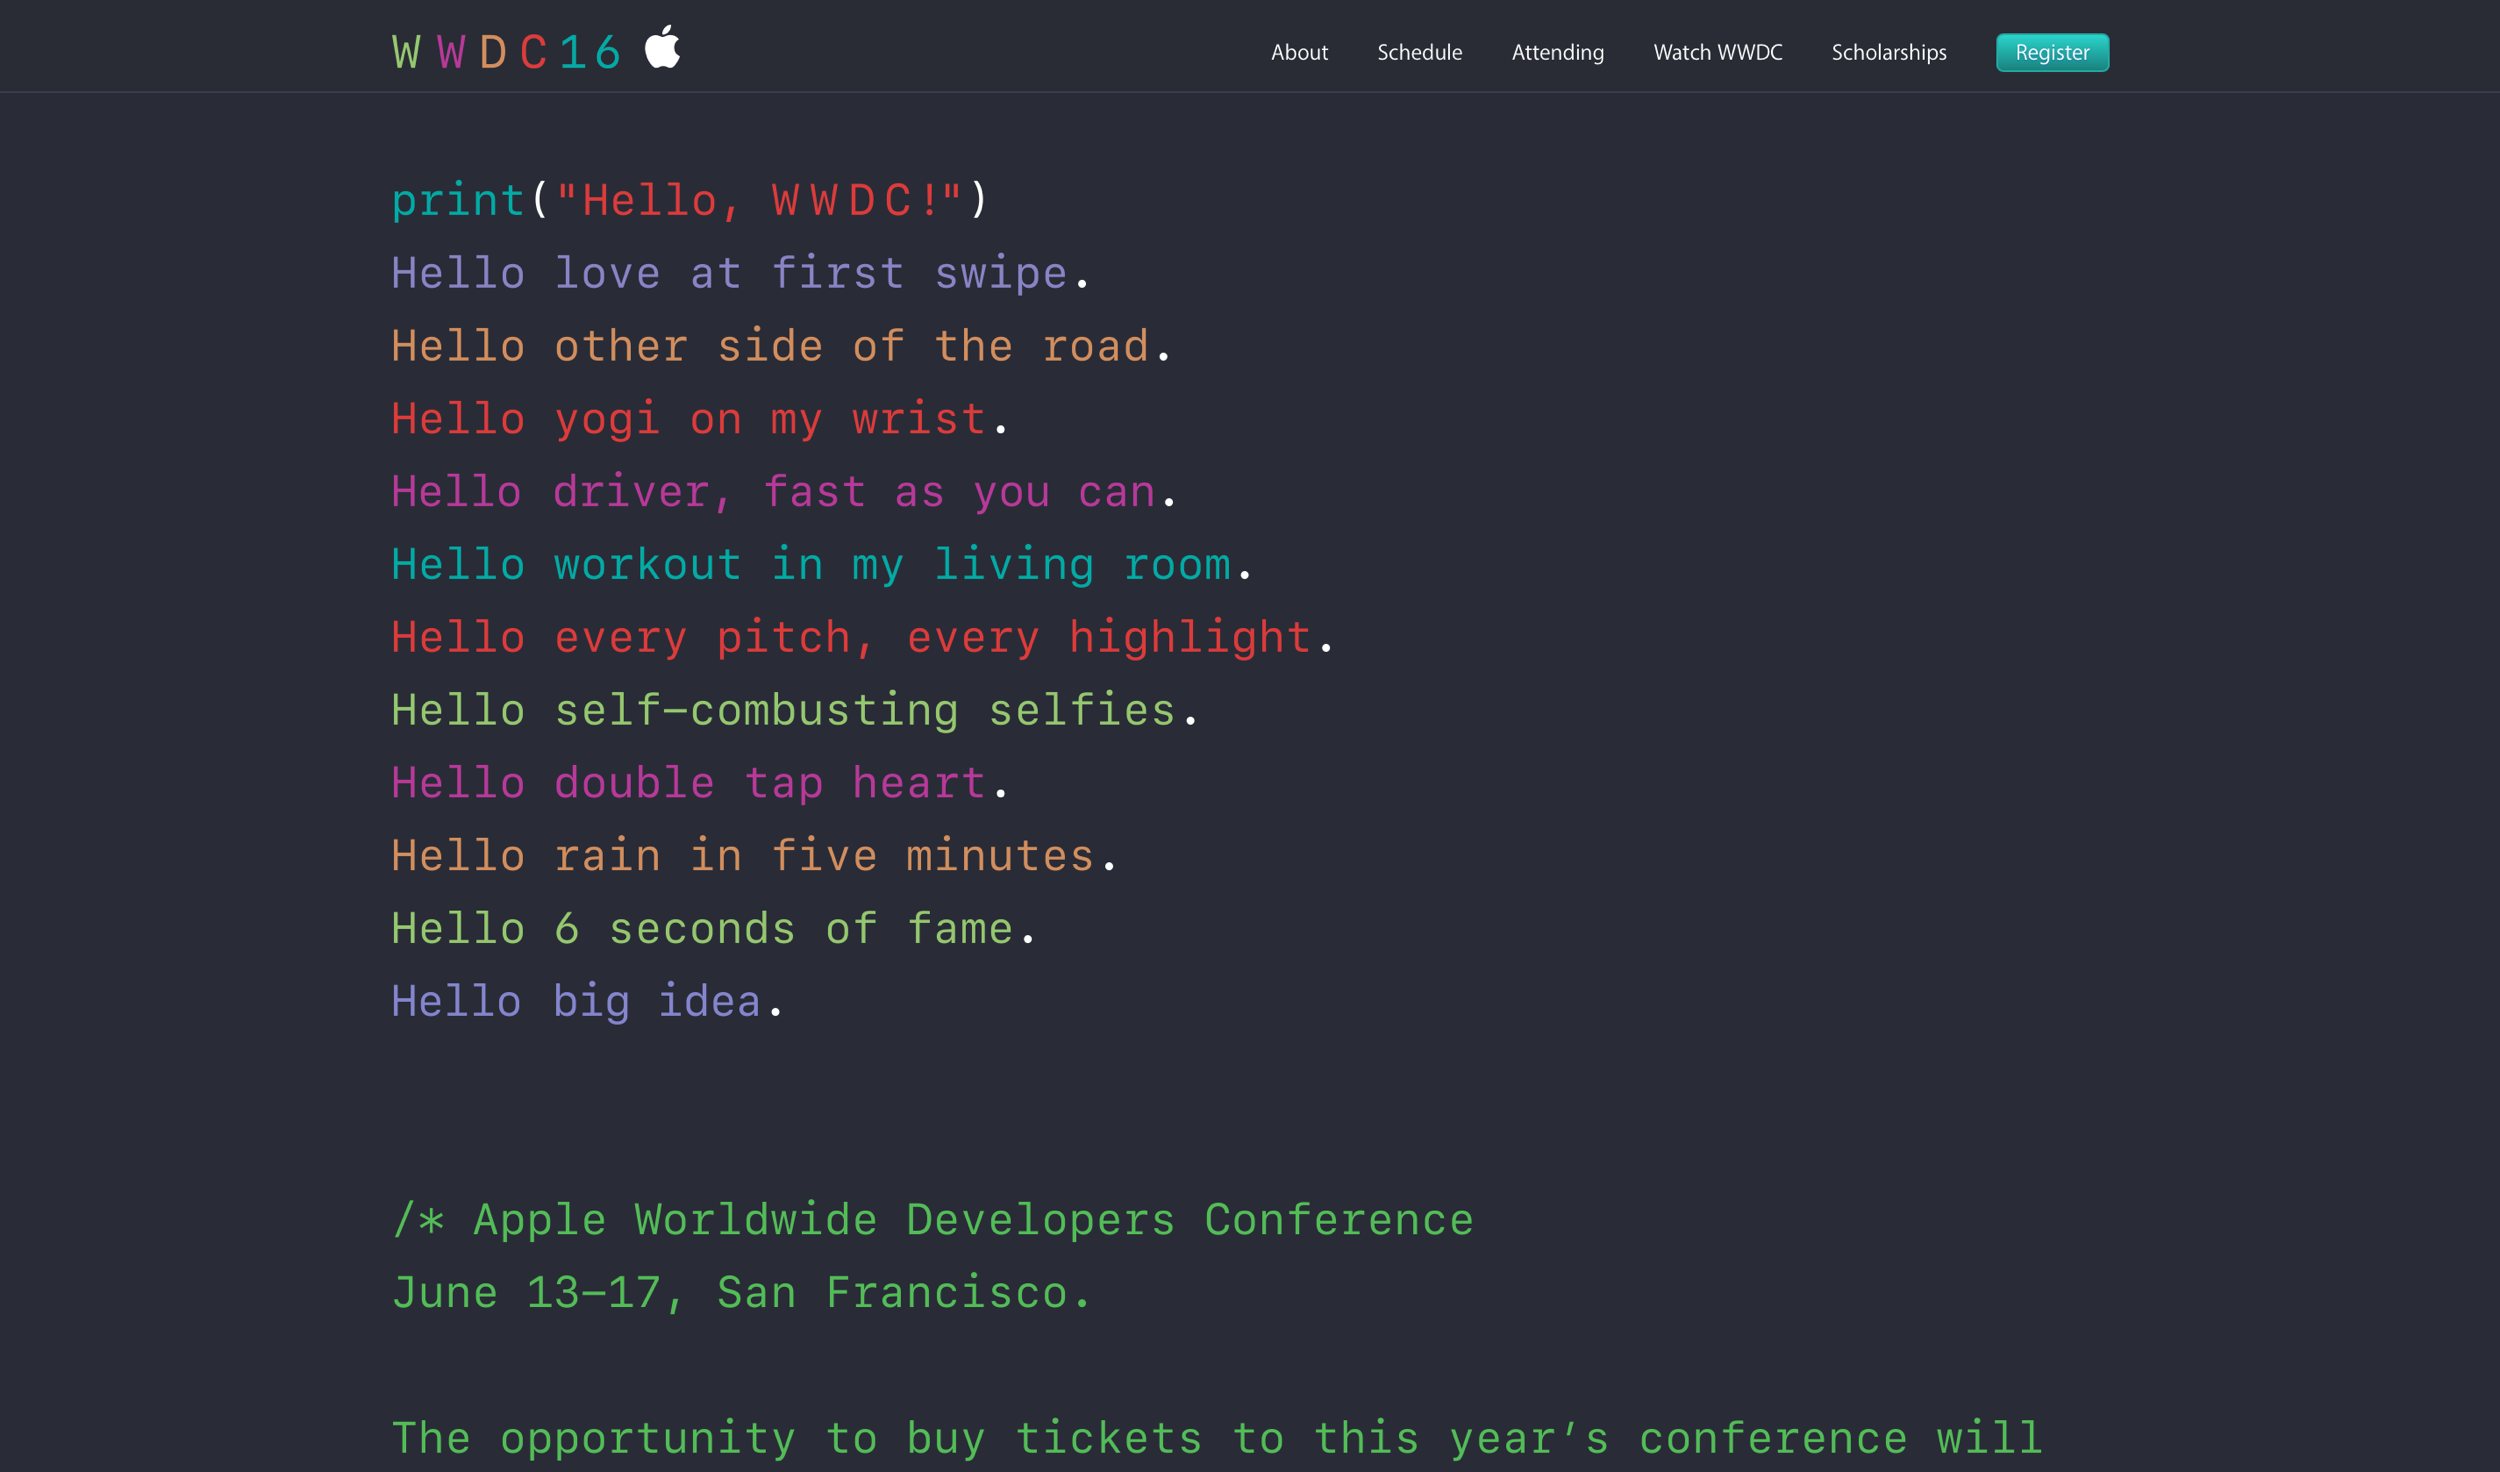 WWDC16
About Schedule Attending Watch WWDC Scholarships Register
print("Hello, WWDC!")
Hello love at first swipe.
Hello other side of the road.
Hello yogi on my wrist.
Hello driver, fast as you can.
Hello workout in my living room.
Hello every pitch, every highlight.
Hello self–combusting selfies.
Hello double tap heart.
Hello rain in five minutes.
Hello 6 seconds of fame.
Hello big idea.
/* Apple Worldwide Developers Conference
June 13–17, San Francisco.
The opportunity to buy tickets to this year’s conference will